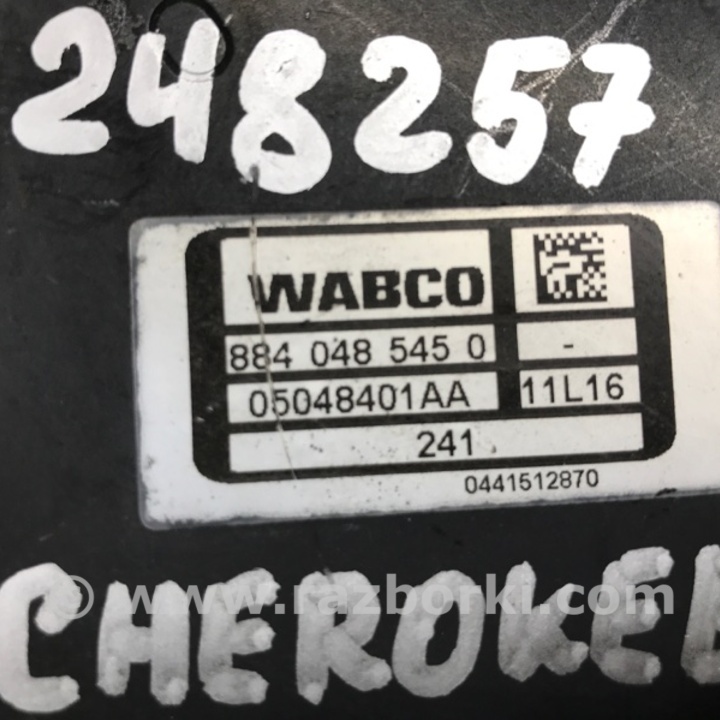 248257
WABCO
884 048 545 0 -
05048401AA 11L16
241
0441512870
© www.razborki.com
CHEROKEE